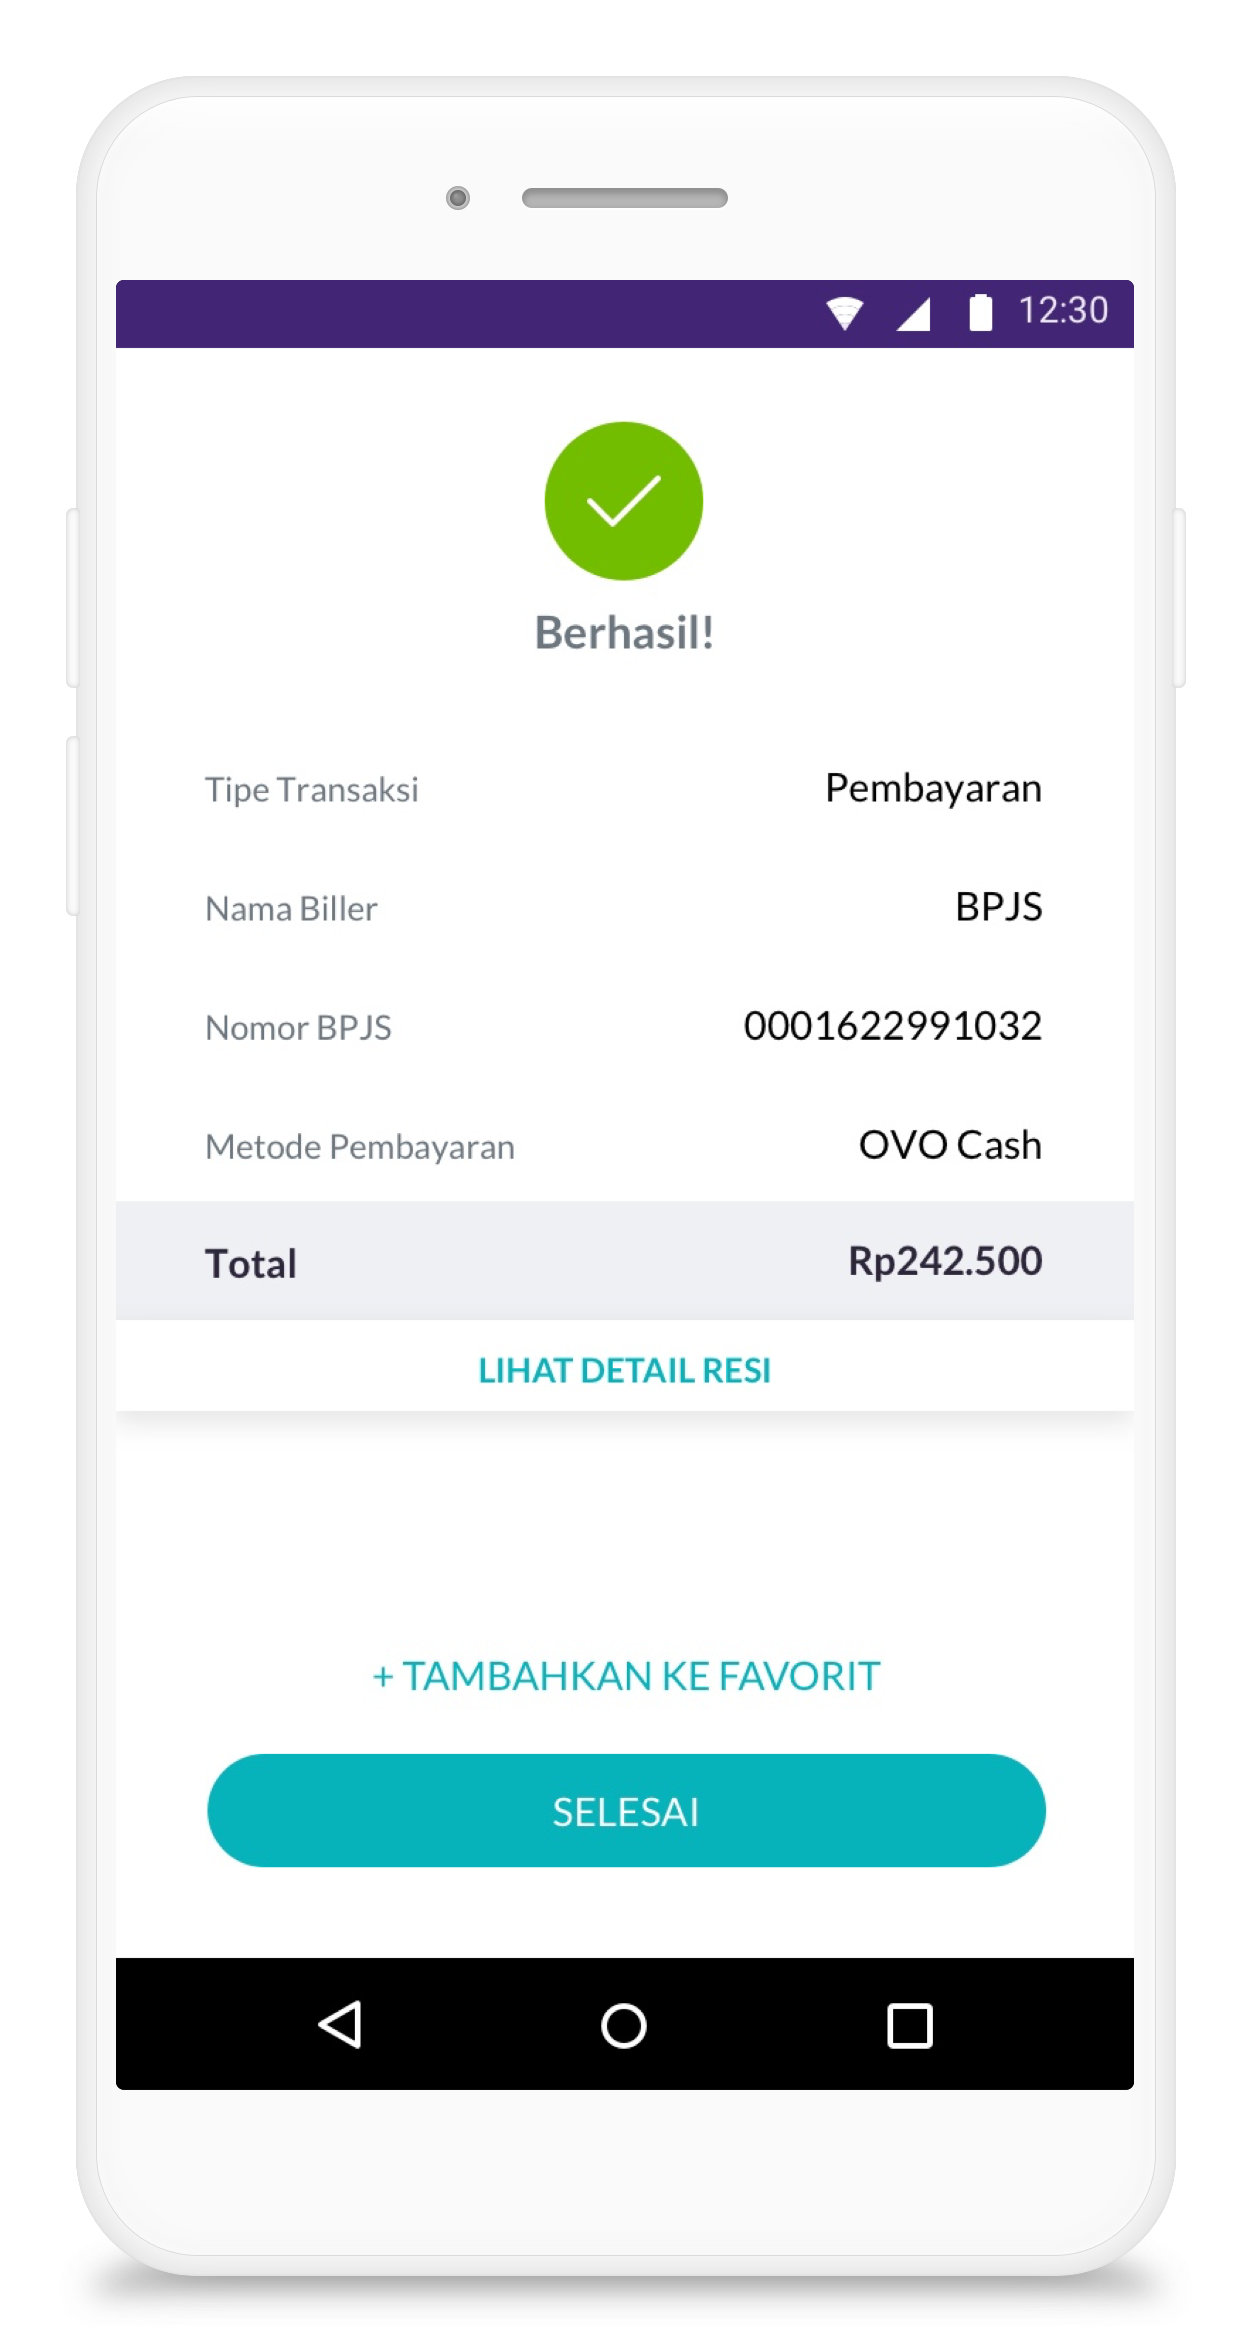 12:30
Berhasil!
Tipe Transaksi Pembayaran
Nama Biller BPJS
Nomor BPJS 0001622991032
Metode Pembayaran OVO Cash
Total Rp242.500
LIHAT DETAIL RESI
+ TAMBAHKAN KE FAVORIT
SELESAI